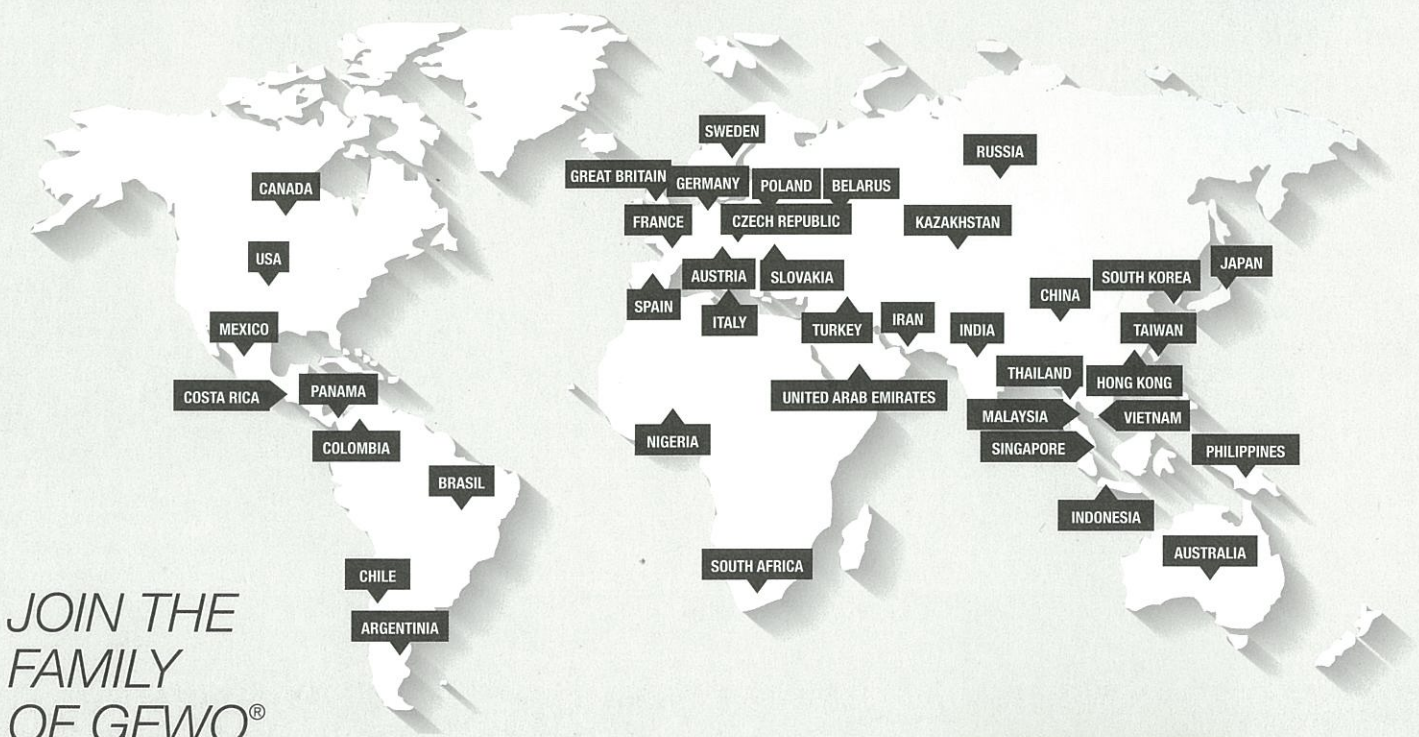 SWEDEN
RUSSIA
GREAT BRITAIN
GERMANY
POLAND
BELARUS
CANADA
FRANCE
CZECH REPUBLIC
KAZAKHSTAN
USA
AUSTRIA
SLOVAKIA
SOUTH KOREA
JAPAN
SPAIN
CHINA
ITALY
TURKEY
IRAN
INDIA
TAIWAN
MEXICO
THAILAND
HONG KONG
COSTA RICA
PANAMA
UNITED ARAB EMIRATES
MALAYSIA
VIETNAM
COLOMBIA
NIGERIA
SINGAPORE
PHILIPPINES
BRASIL
INDONESIA
AUSTRALIA
SOUTH AFRICA
CHILE
ARGENTINIA
JOIN THE
FAMILY
OF GEWO®